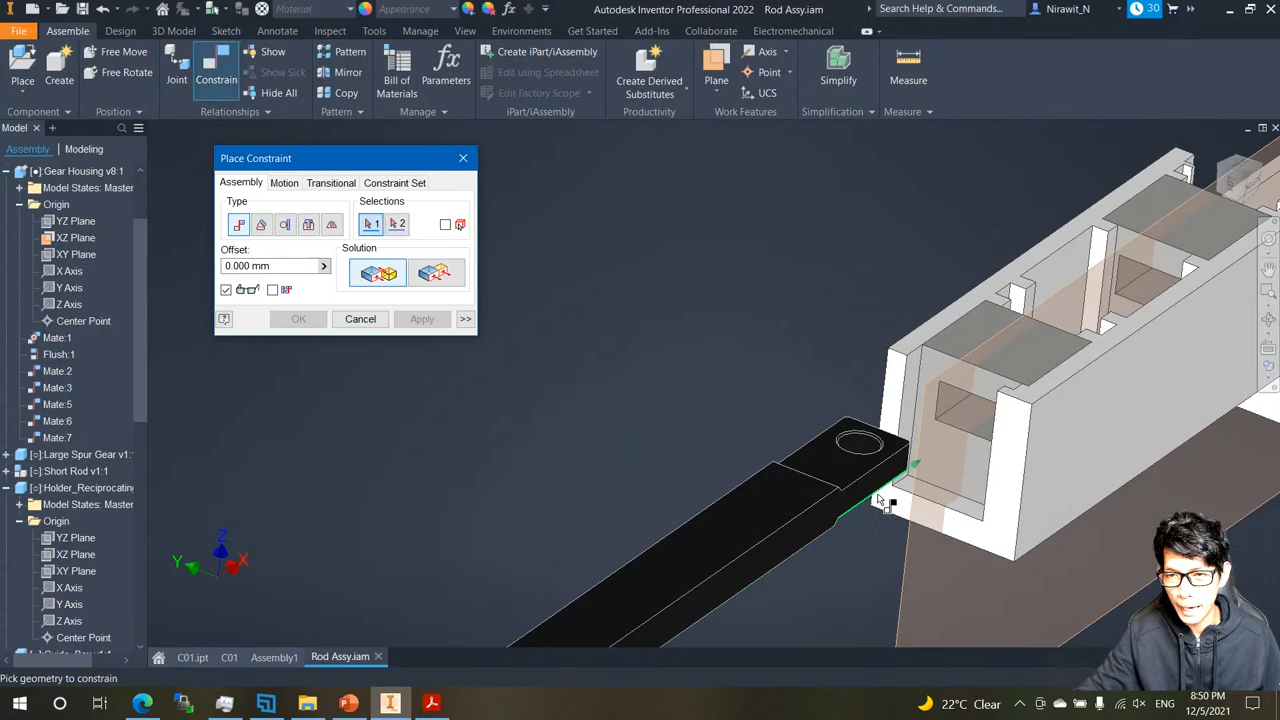 Material
Appearance
Autodesk Inventor Professional 2022 Rod Assy.iam
Search Help & Commands...
Nirawit_N
30
File Assemble Design 3D Model Sketch Annotate Inspect Tools Manage View Environments Get Started Add-Ins Collaborate Electromechanical
Place
Create
Free Move
Free Rotate
Joint
Constrain
Show
Show Sick
Hide All
Pattern
Mirror
Copy
Bill of Materials
Parameters
Create iPart/iAssembly
Edit using Spreadsheet
Edit Factory Scope
Create Derived Substitutes
Plane
Axis
Point
UCS
Simplify
Measure
Component Position Relationships Pattern Manage iPart/iAssembly Productivity Work Features Simplification Measure
Model
Assembly Modeling
[●]:Gear Housing v8:1
Model States: Master
Origin
YZ Plane
XZ Plane
XY Plane
X Axis
Y Axis
Z Axis
Center Point
Mate:1
Flush:1
Mate:2
Mate:3
Mate:5
Mate:6
Mate:7
[○]:Large Spur Gear v1:
[○]:Short Rod v1:1
[○]:Holder_Reciprocating
Model States: Master
Origin
YZ Plane
XZ Plane
XY Plane
X Axis
Y Axis
Z Axis
Center Point
Place Constraint
Assembly Motion Transitional Constraint Set
Type
Selections
1 2
Offset:
0.000 mm
Solution
OK Cancel Apply >>
Z
Y
X
C01.ipt C01 Assembly1 Rod Assy.iam
Pick geometry to constrain
22°C Clear
8:50 PM
12/5/2021